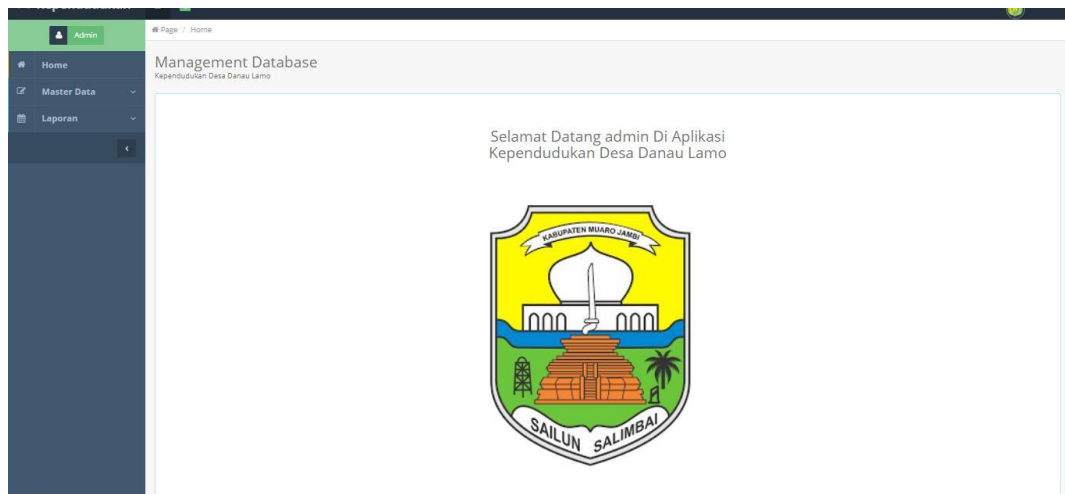 Kependudukan
Admin
Page / Home
Home
Master Data
Laporan
Management Database
Kependudukan Desa Danau Lamo
Selamat Datang admin Di Aplikasi
Kependudukan Desa Danau Lamo
KABUPATEN MUARO JAMBI
SAILUN SALIMBAI